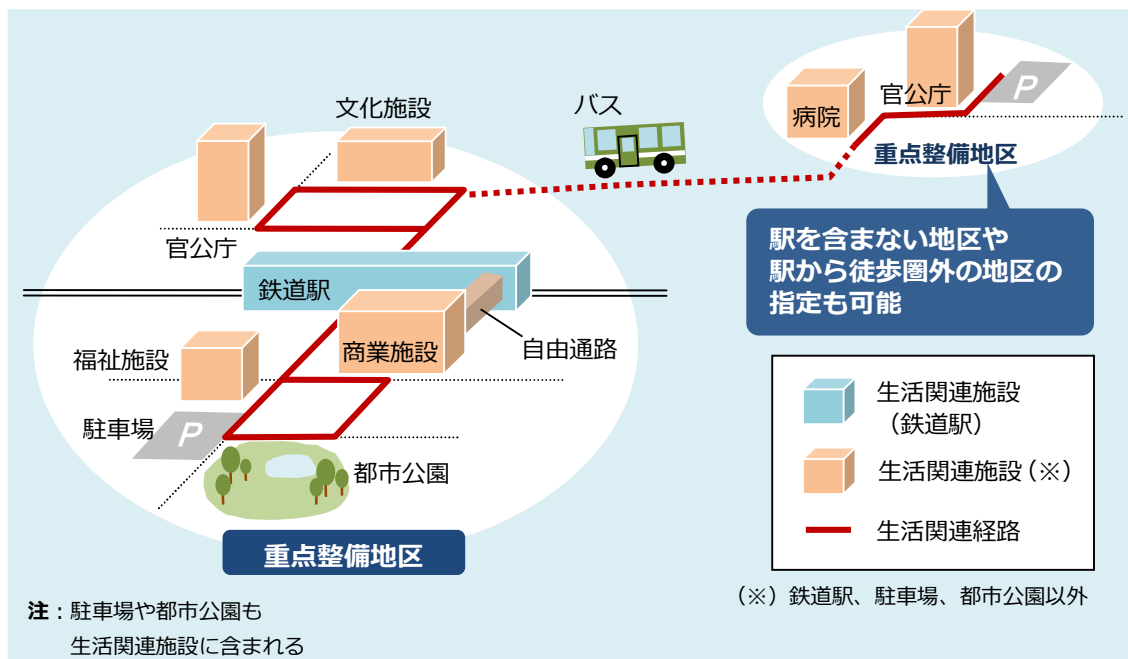 文化施設
バス
官公庁
P
病院
重点整備地区
官公庁
鉄道駅
駅を含まない地区や
駅から徒歩圏外の地区の
指定も可能
自由通路
商業施設
福祉施設
駐車場
P
都市公園
重点整備地区
生活関連施設
（鉄道駅）
生活関連施設（※）
生活関連経路
（※）鉄道駅、駐車場、都市公園以外
注：駐車場や都市公園も
生活関連施設に含まれる